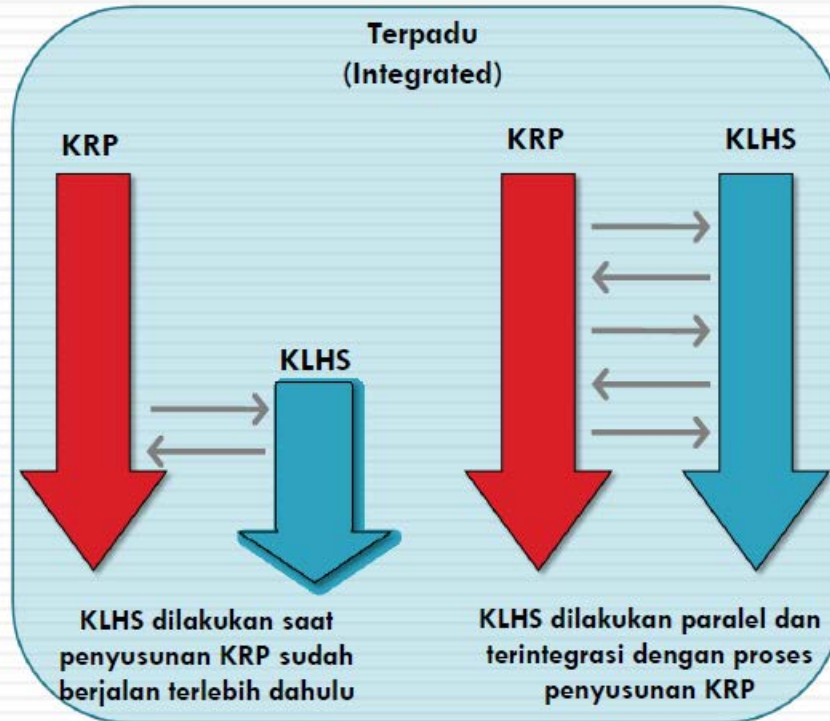 Terpadu
(Integrated)
KRP
KLHS
KLHS dilakukan saat
penyusunan KRP sudah
berjalan terlebih dahulu
KRP
KLHS
KLHS dilakukan paralel dan
terintegrasi dengan proses
penyusunan KRP